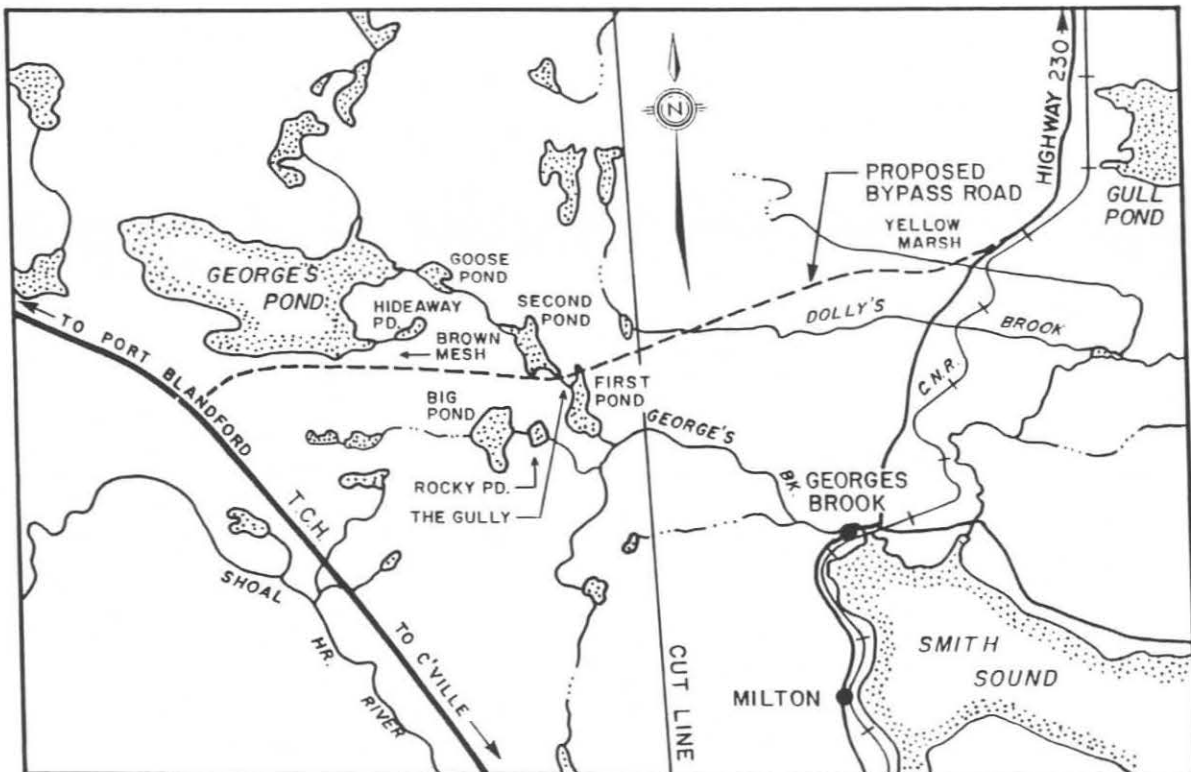 HIGHWAY 230
N
PROPOSED
BYPASS ROAD
GULL
POND
YELLOW
MARSH
GEORGE'S
POND
GOOSE
POND
HIDEAWAY
PD.
SECOND
POND
BROWN
MESH
DOLLY'S
BROOK
TO PORT
BLANDFORD
FIRST
POND
C.N.R.
BIG
POND
GEORGE'S
BK.
ROCKY PD.
THE GULLY
GEORGES
BROOK
T.C.H.
SHOAL
HR.
RIVER
TO C'VILLE
CUT LINE
SMITH
SOUND
MILTON